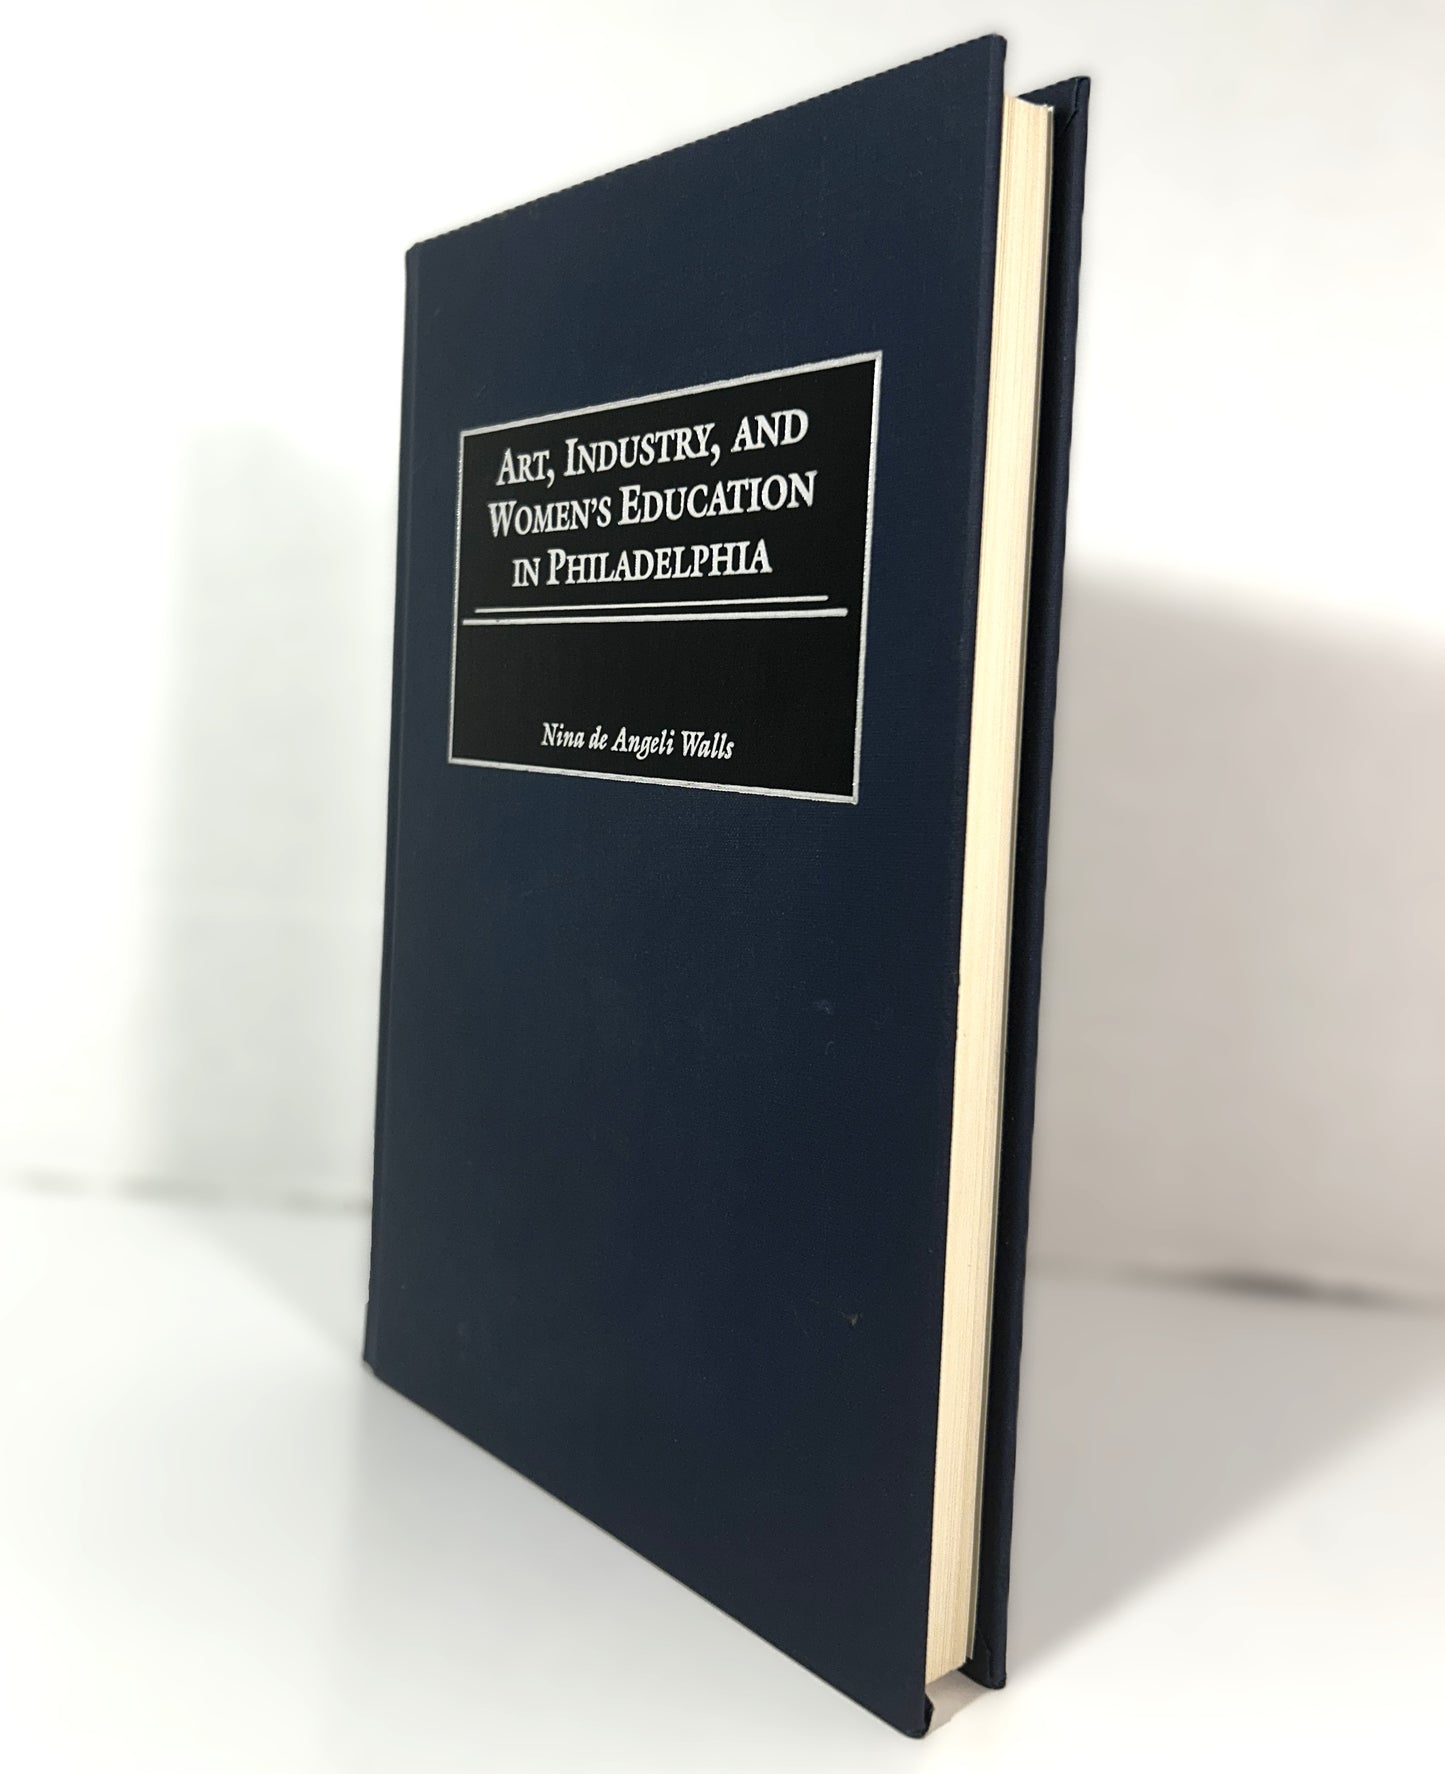 ART, INDUSTRY, AND
WOMEN'S EDUCATION
IN PHILADELPHIA
Nina de Angeli Walls